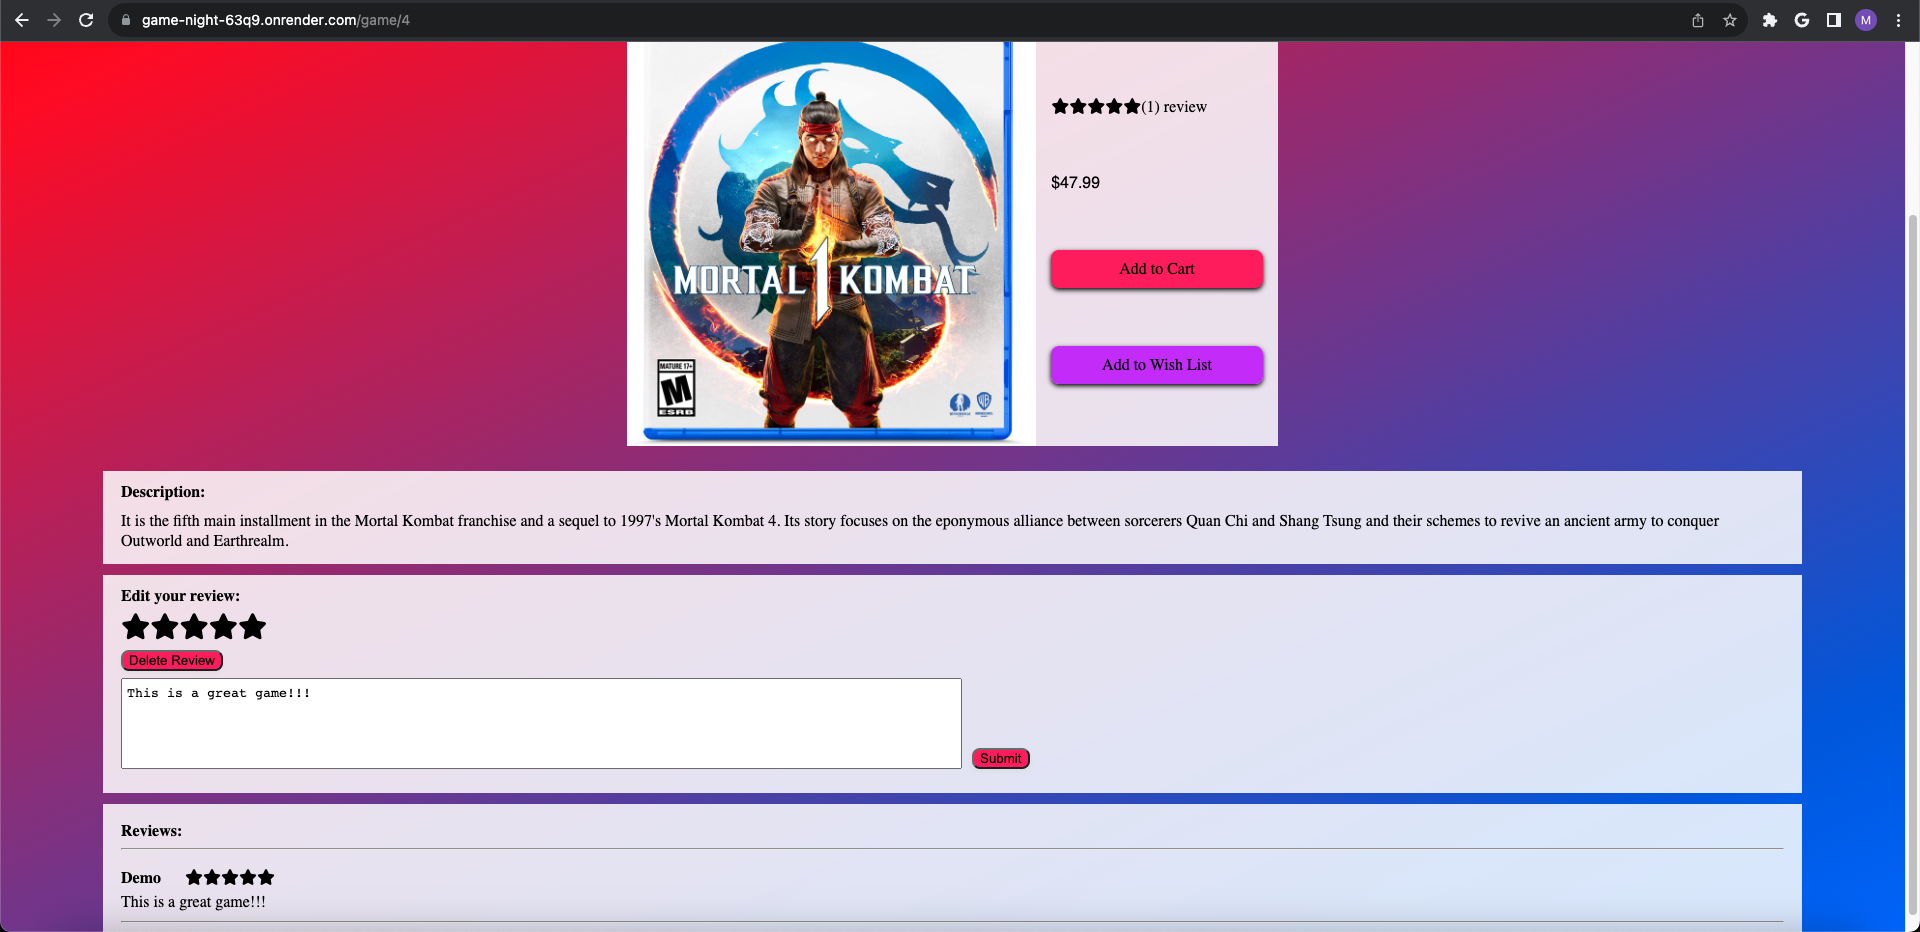 game-night-63q9.onrender.com/game/4
M
MORTAL 1 KOMBAT
MATURE 17+
M
ESRB
WB
(1) review
$47.99
Add to Cart
Add to Wish List
Description:
It is the fifth main installment in the Mortal Kombat franchise and a sequel to 1997's Mortal Kombat 4. Its story focuses on the eponymous alliance between sorcerers Quan Chi and Shang Tsung and their schemes to revive an ancient army to conquer
Outworld and Earthrealm.
Edit your review:
Delete Review
This is a great game!!!
Submit
Reviews:
Demo
This is a great game!!!